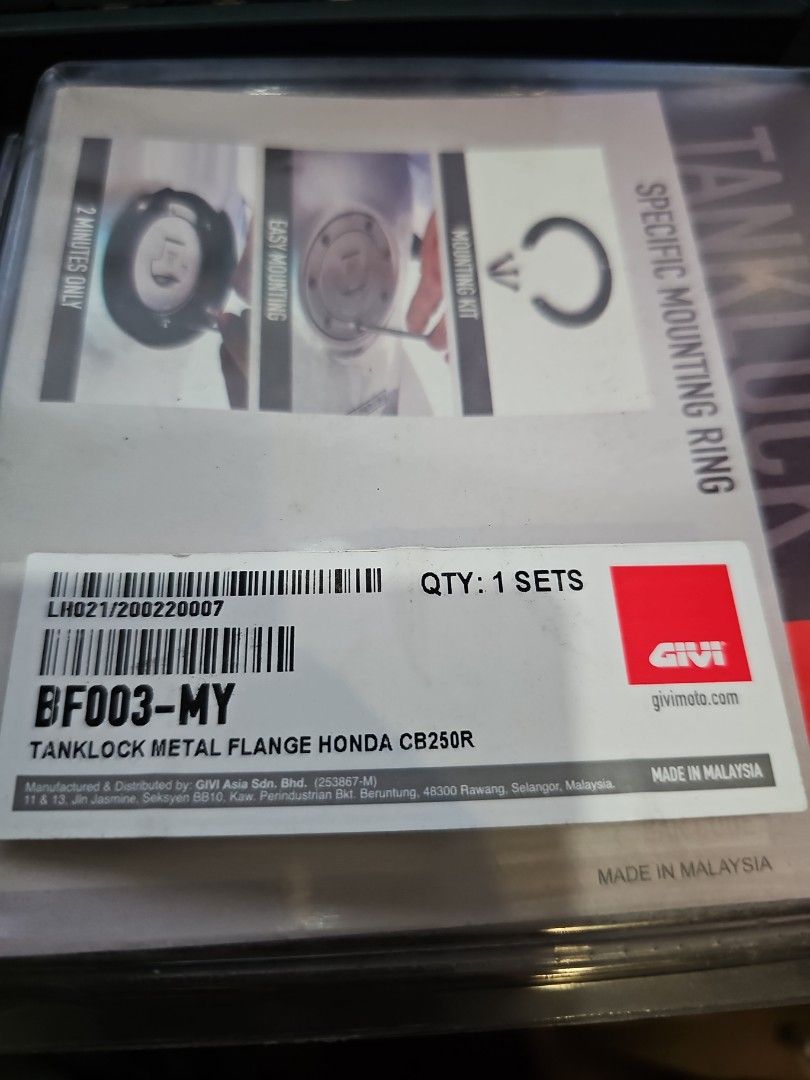 TANKLOCK
SPECIFIC MOUNTING RING
MOUNTING KIT
EASY MOUNTING
2 MINUTES ONLY
LH021/200220007
QTY: 1 SETS
BF003-MY
TANKLOCK METAL FLANGE HONDA CB250R
GIVI
givimoto.com
Manufactured & Distributed by: GIVI Asia Sdn. Bhd. (253867-M)
11 & 13, Jln Jasmine, Seksyen BB10, Kaw. Perindustrian Bkt. Beruntung, 48300 Rawang, Selangor, Malaysia.
MADE IN MALAYSIA
MADE IN MALAYSIA